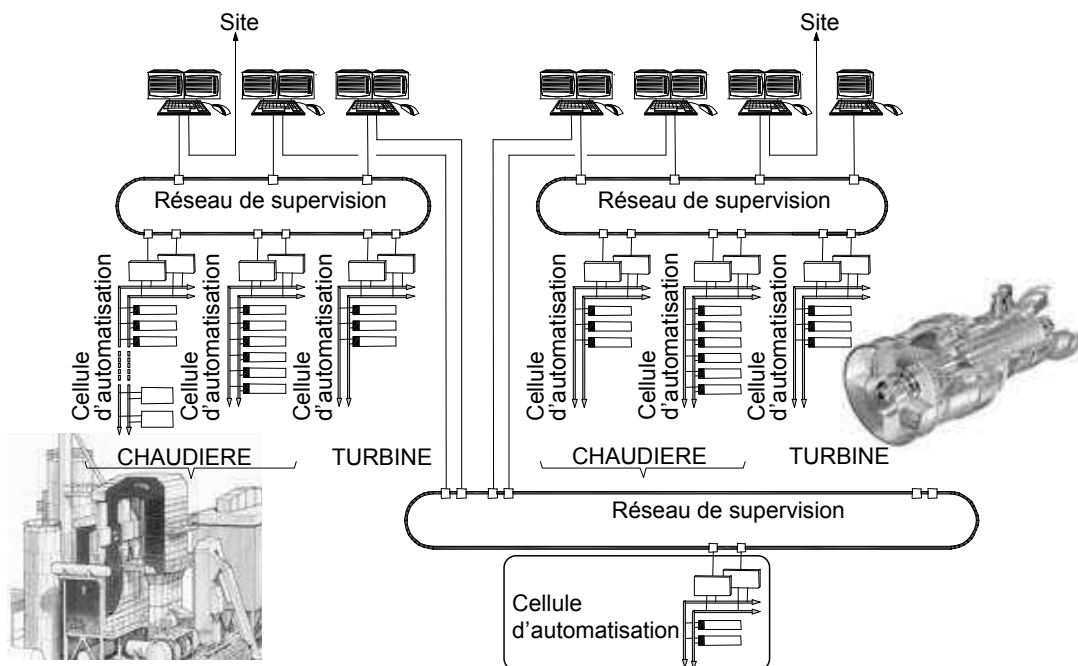 Site
Site
Réseau de supervision
Réseau de supervision
Cellule
d'automatisation
Cellule
d'automatisation
Cellule
d'automatisation
Cellule
d'automatisation
Cellule
d'automatisation
Cellule
d'automatisation
CHAUDIERE
TURBINE
CHAUDIERE
TURBINE
Réseau de supervision
Cellule
d'automatisation